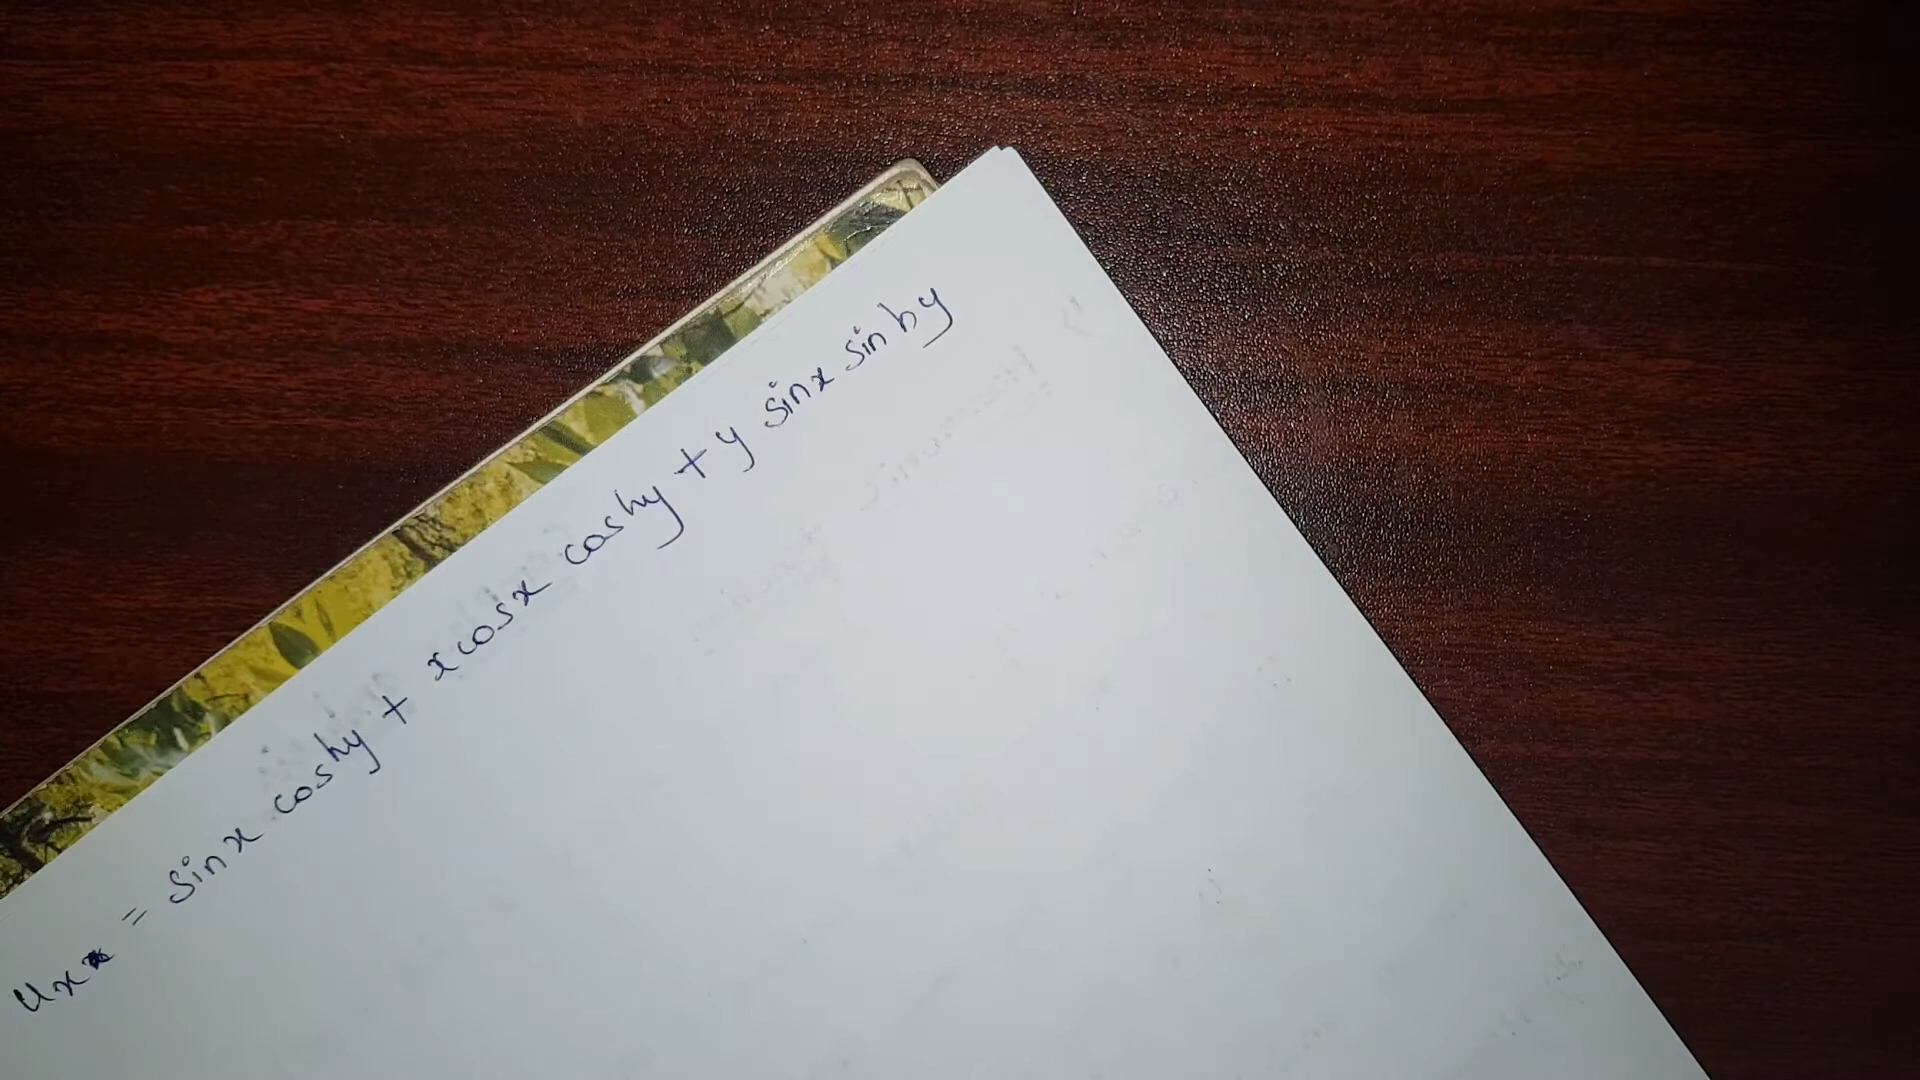 ux = sinx coshy + xcosx coshy + y sinx sinhy